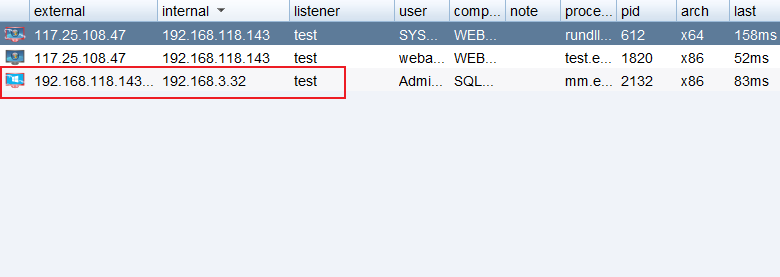 external internal listener user comp... note proce... pid arch last
117.25.108.47 192.168.118.143 test SYS... WEB... rundll... 612 x64 158ms
117.25.108.47 192.168.118.143 test weba... WEB... test.e... 1820 x86 52ms
192.168.118.143... 192.168.3.32 test Admi... SQL... mm.e... 2132 x86 83ms